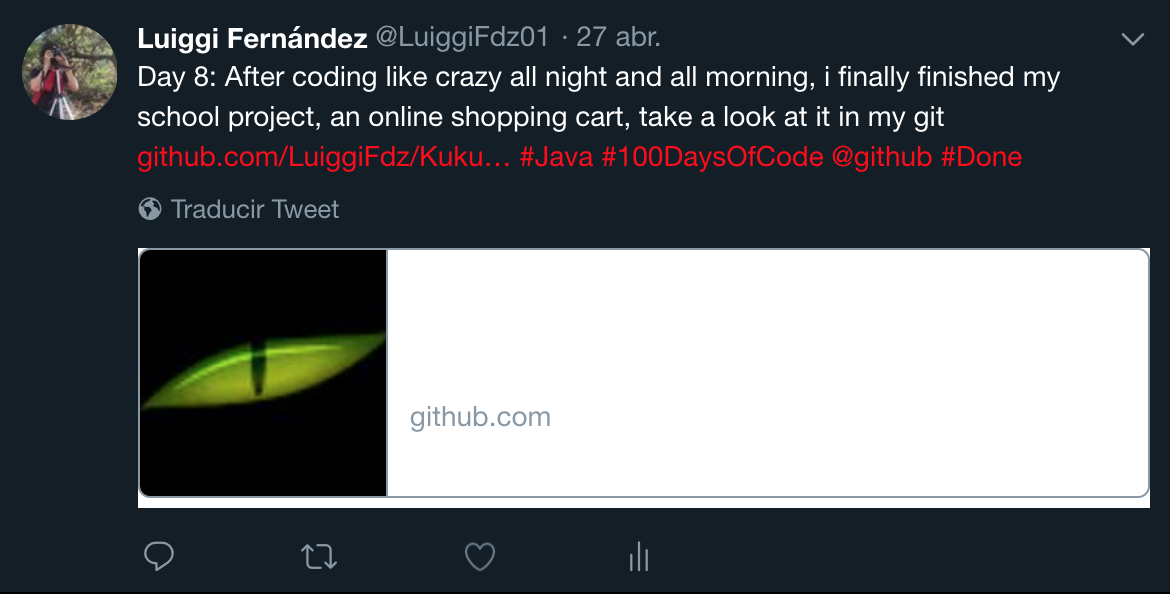 Luiggi Fernández @LuiggiFdz01 · 27 abr.
Day 8: After coding like crazy all night and all morning, i finally finished my
school project, an online shopping cart, take a look at it in my git
github.com/LuiggiFdz/Kuku… #Java #100DaysOfCode @github #Done
Traducir Tweet
github.com